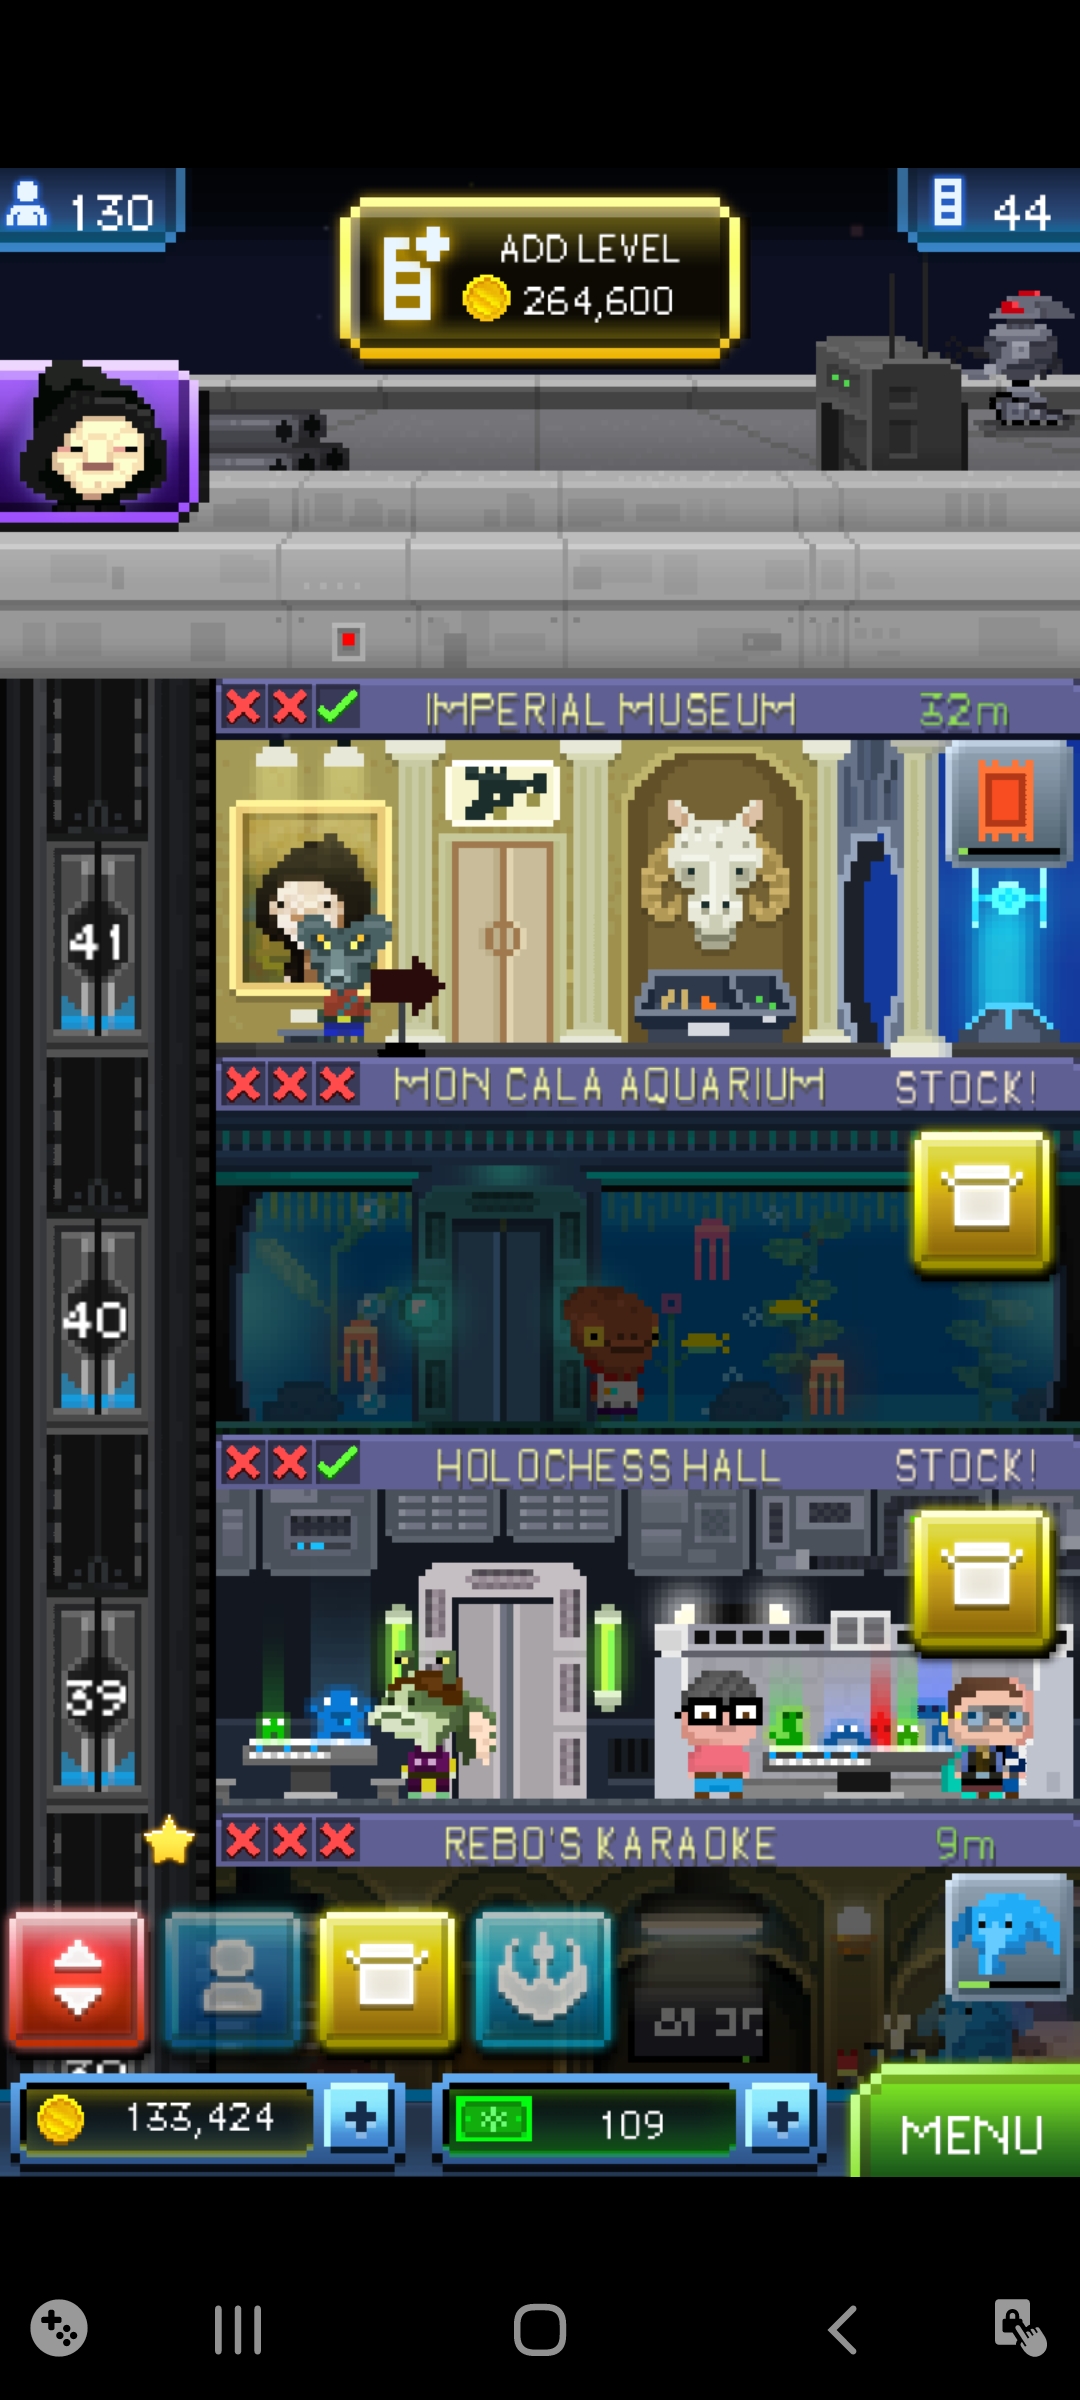 130
44
ADD LEVEL
264,600
IMPERIAL MUSEUM 32m
41
MON CALA AQUARIUM STOCK!
40
HOLOCHESS HALL STOCK!
39
REBO'S KARAOKE 9m
133,424
109
MENU